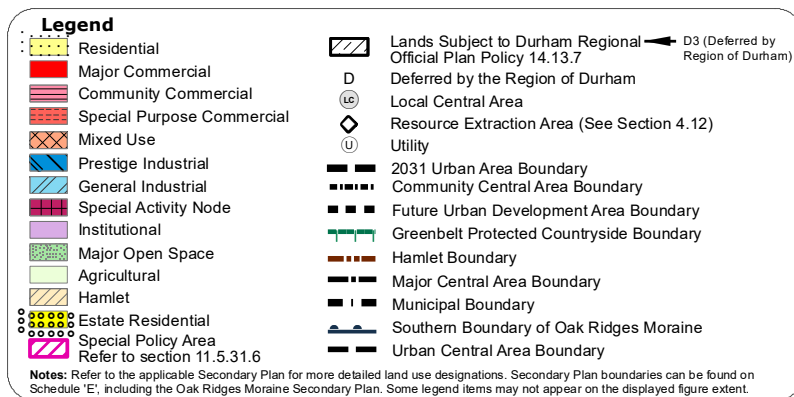 Legend
Residential
Major Commercial
Community Commercial
Special Purpose Commercial
Mixed Use
Prestige Industrial
General Industrial
Special Activity Node
Institutional
Major Open Space
Agricultural
Hamlet
Estate Residential
Special Policy Area
Refer to section 11.5.31.6
Lands Subject to Durham Regional
Official Plan Policy 14.13.7
D3 (Deferred by
Region of Durham)
D Deferred by the Region of Durham
LC Local Central Area
Resource Extraction Area (See Section 4.12)
U Utility
2031 Urban Area Boundary
Community Central Area Boundary
Future Urban Development Area Boundary
Greenbelt Protected Countryside Boundary
Hamlet Boundary
Major Central Area Boundary
Municipal Boundary
Southern Boundary of Oak Ridges Moraine
Urban Central Area Boundary
Notes: Refer to the applicable Secondary Plan for more detailed land use designations. Secondary Plan boundaries can be found on
Schedule 'E', including the Oak Ridges Moraine Secondary Plan. Some legend items may not appear on the displayed figure extent.